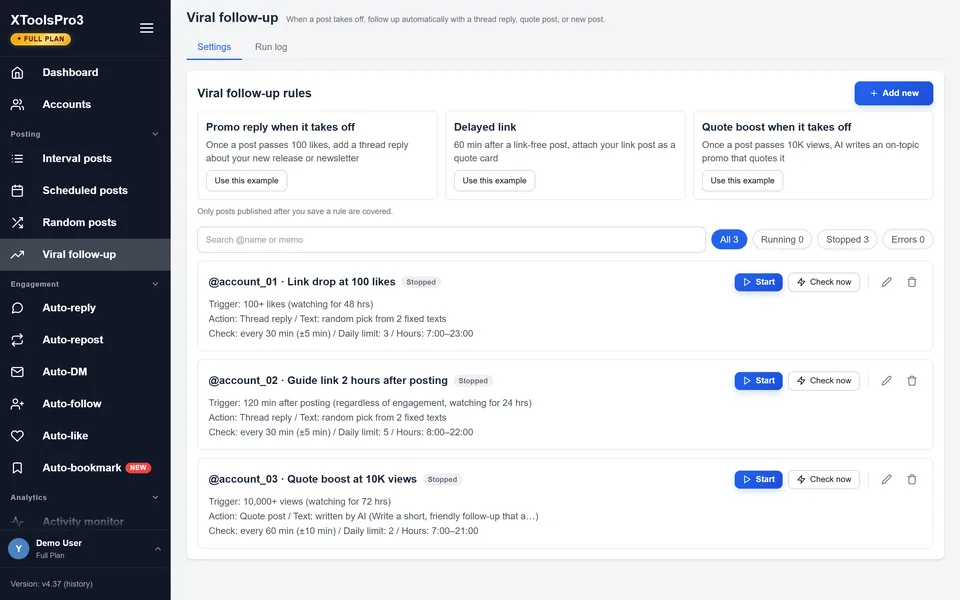 XToolsPro3
FULL PLAN
Dashboard
Accounts
Posting
Interval posts
Scheduled posts
Random posts
Viral follow-up
Engagement
Auto-reply
Auto-repost
Auto-DM
Auto-follow
Auto-like
Auto-bookmark NEW
Analytics
Activity monitor
Y
Demo User
Full Plan
Version: v4.37 (history)
Viral follow-up When a post takes off, follow up automatically with a thread reply, quote post, or new post.
Settings Run log
Viral follow-up rules
+ Add new
Promo reply when it takes off
Once a post passes 100 likes, add a thread reply
about your new release or newsletter
Use this example
Delayed link
60 min after a link-free post, attach your link post as a
quote card
Use this example
Quote boost when it takes off
Once a post passes 10K views, AI writes an on-topic
promo that quotes it
Use this example
Only posts published after you save a rule are covered.
Search @name or memo
All 3 Running 0 Stopped 3 Errors 0
@account_01 · Link drop at 100 likes Stopped
Start Check now
Trigger: 100+ likes (watching for 48 hrs)
Action: Thread reply / Text: random pick from 2 fixed texts
Check: every 30 min (±5 min) / Daily limit: 3 / Hours: 7:00–23:00
@account_02 · Guide link 2 hours after posting Stopped
Start Check now
Trigger: 120 min after posting (regardless of engagement, watching for 24 hrs)
Action: Thread reply / Text: random pick from 2 fixed texts
Check: every 30 min (±5 min) / Daily limit: 5 / Hours: 8:00–22:00
@account_03 · Quote boost at 10K views Stopped
Start Check now
Trigger: 10,000+ views (watching for 72 hrs)
Action: Quote post / Text: written by AI (Write a short, friendly follow-up that a…)
Check: every 60 min (±10 min) / Daily limit: 2 / Hours: 7:00–21:00